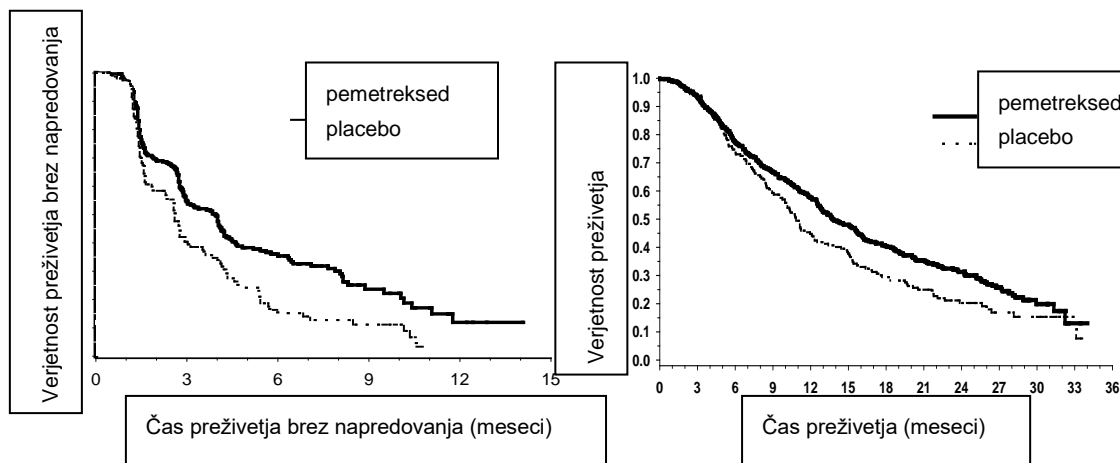 Verjetnost preživetja brez napredovanja
pemetreksed
placebo
0 3 6 9 12 15
Čas preživetja brez napredovanja (meseci)
Verjetnost preživetja
1.0
0.9
0.8
0.7
0.6
0.5
0.4
0.3
0.2
0.1
0.0
pemetreksed
placebo
0 3 6 9 12 15 18 21 24 27 30 33 36
Čas preživetja (meseci)